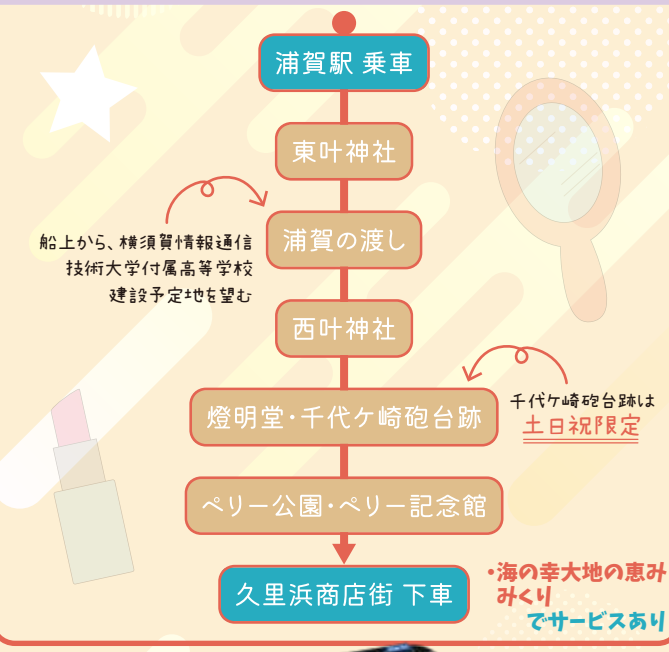 浦賀駅 乗車
東叶神社
浦賀の渡し
船上から、横須賀情報通信
技術大学付属高等学校
建設予定地を望む
西叶神社
燈明堂・千代ケ崎砲台跡
千代ケ崎砲台跡は
土日祝限定
ペリー公園・ペリー記念館
久里浜商店街 下車
・海の幸大地の恵み
みくり
でサービスあり